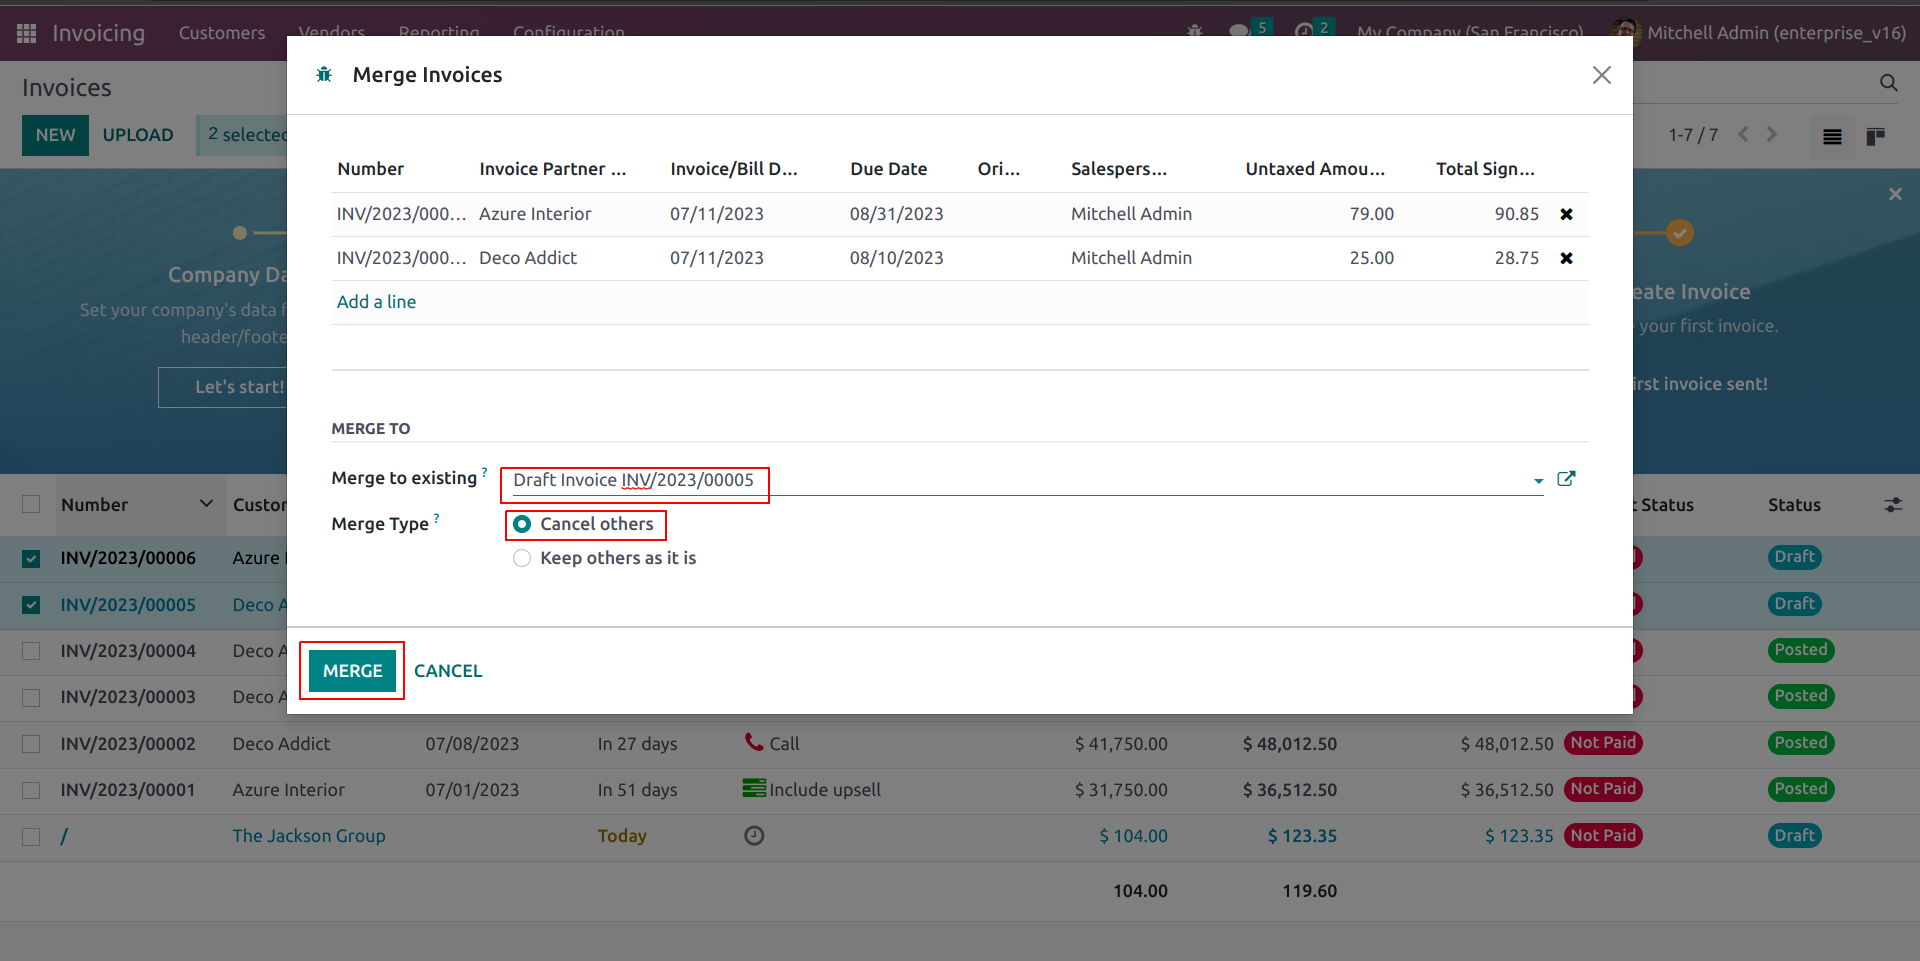 Invoicing Customers Vendors Reporting Configuration 5 2 My Company (San Francisco) Mitchell Admin (enterprise_v16)
Invoices
NEW UPLOAD 2 selected
1-7 / 7
Merge Invoices
Number Invoice Partner ... Invoice/Bill D... Due Date Ori... Salespers... Untaxed Amou... Total Sign...
INV/2023/000... Azure Interior 07/11/2023 08/31/2023 Mitchell Admin 79.00 90.85
INV/2023/000... Deco Addict 07/11/2023 08/10/2023 Mitchell Admin 25.00 28.75
Add a line
MERGE TO
Merge to existing ? Draft Invoice INV/2023/00005
Merge Type ? Cancel others
Keep others as it is
MERGE CANCEL
Company Da
Set your company's data f
header/foote
Let's start!
eate Invoice
your first invoice.
irst invoice sent!
Number Custor t Status Status
INV/2023/00006 Azure I Draft
INV/2023/00005 Deco A Draft
INV/2023/00004 Deco A Posted
INV/2023/00003 Deco A Posted
INV/2023/00002 Deco Addict 07/08/2023 In 27 days Call $ 41,750.00 $ 48,012.50 $ 48,012.50 Not Paid Posted
INV/2023/00001 Azure Interior 07/01/2023 In 51 days Include upsell $ 31,750.00 $ 36,512.50 $ 36,512.50 Not Paid Posted
/ The Jackson Group Today $ 104.00 $ 123.35 $ 123.35 Not Paid Draft
104.00 119.60